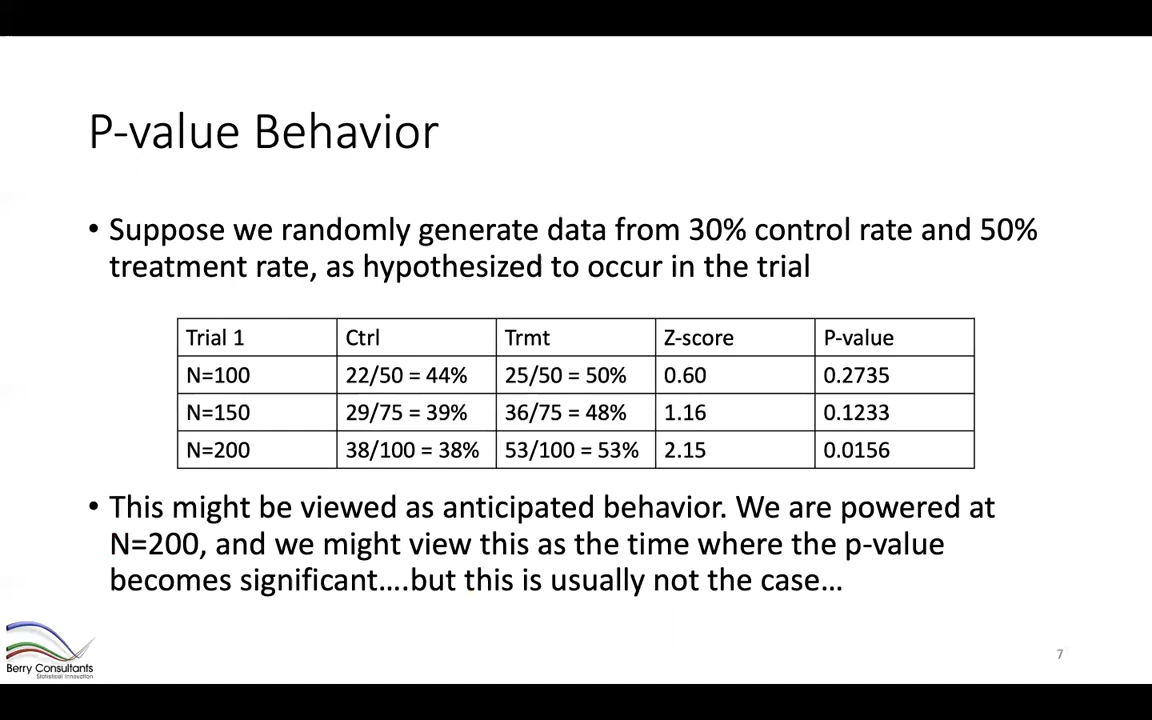 P-value Behavior
• Suppose we randomly generate data from 30% control rate and 50%
treatment rate, as hypothesized to occur in the trial
Trial 1 Ctrl Trmt Z-score P-value
N=100 22/50 = 44% 25/50 = 50% 0.60 0.2735
N=150 29/75 = 39% 36/75 = 48% 1.16 0.1233
N=200 38/100 = 38% 53/100 = 53% 2.15 0.0156
• This might be viewed as anticipated behavior. We are powered at
N=200, and we might view this as the time where the p-value
becomes significant....but this is usually not the case...
Berry Consultants
Statistical Innovation
7